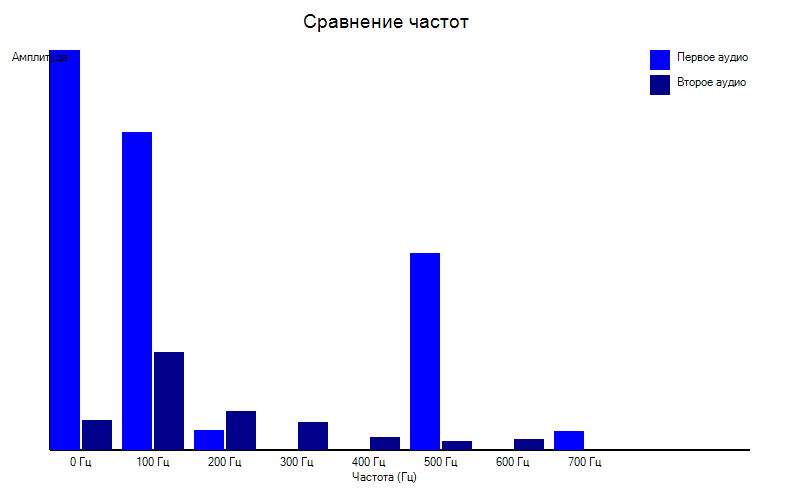 Сравнение частот
Амплитуда
Первое аудио
Второе аудио
0 Гц 100 Гц 200 Гц 300 Гц 400 Гц 500 Гц 600 Гц 700 Гц
Частота (Гц)